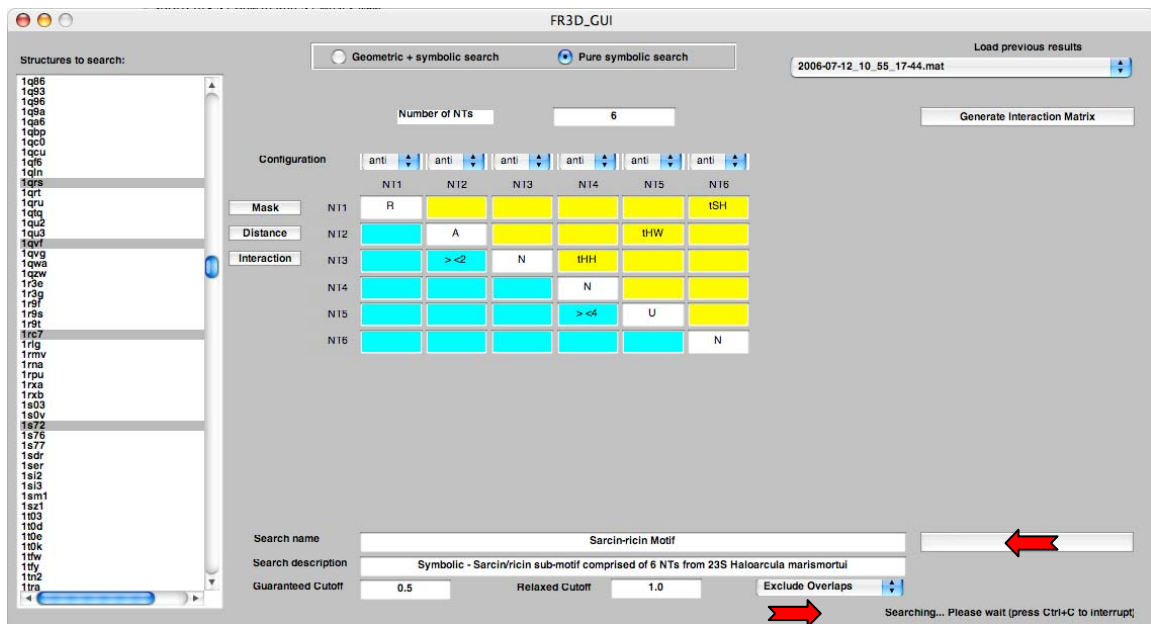 FR3D_GUI
Structures to search:
Geometric + symbolic search
Pure symbolic search
Load previous results
2006-07-12_10_55_17-44.mat
1q86
1q93
1q96
1q9a
1qa6
1qbp
1qc0
1qcu
1qf6
1qln
1qrs
1qrt
1qru
1qtq
1qu2
1qu3
1qvf
1qvg
1qwa
1qzw
1r3e
1r3g
1r9f
1r9s
1r9t
1rc7
1rlg
1rmv
1rna
1rpu
1rxa
1rxb
1s03
1s0v
1s72
1s76
1s77
1sdr
1ser
1si2
1si3
1sm1
1sz1
1t03
1t0d
1t0e
1t0k
1tfw
1tfy
1tn2
1tra
Number of NTs 6
Generate Interaction Matrix
Configuration anti anti anti anti anti anti
NT1 NT2 NT3 NT4 NT5 NT6
Mask NT1 R tSH
Distance NT2 A tHW
Interaction NT3 > <2 N tHH
NT4 N
NT5 > <4 U
NT6 N
Search name Sarcin-ricin Motif
Search description Symbolic - Sarcin/ricin sub-motif comprised of 6 NTs from 23S Haloarcula marismortui
Guaranteed Cutoff 0.5 Relaxed Cutoff 1.0 Exclude Overlaps
Searching... Please wait (press Ctrl+C to interrupt)